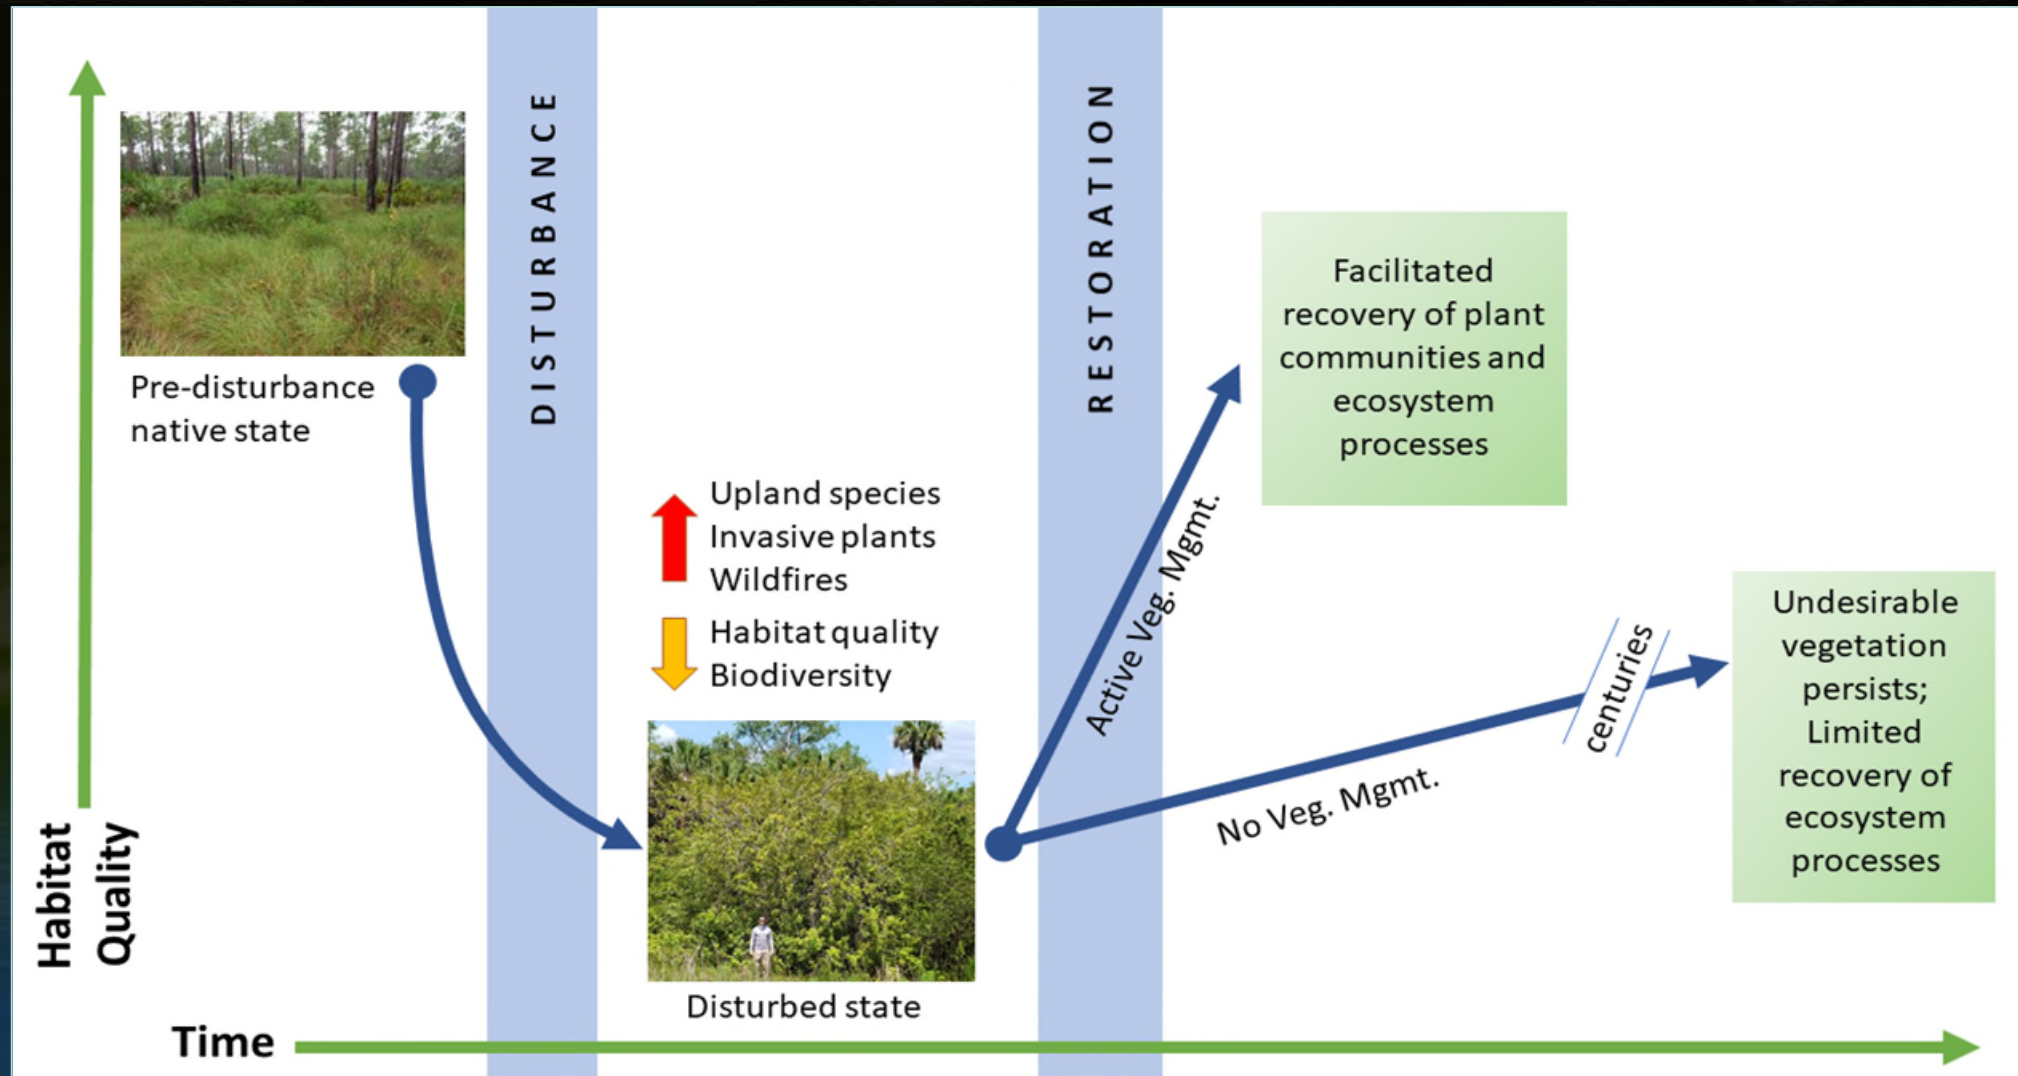 Pre-disturbance
native state
DISTURBANCE
Upland species
Invasive plants
Wildfires
Habitat quality
Biodiversity
Disturbed state
RESTORATION
Active Veg. Mgmt.
No Veg. Mgmt.
centuries
Facilitated
recovery of plant
communities and
ecosystem
processes
Undesirable
vegetation
persists;
Limited
recovery of
ecosystem
processes
Habitat
Quality
Time